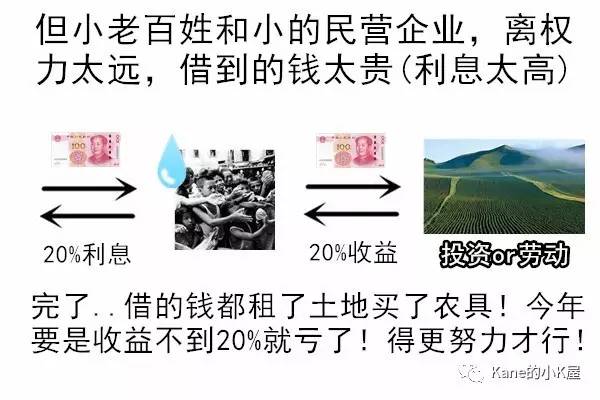 但小老百姓和小的民营企业，离权
力太远，借到的钱太贵(利息太高)
100
100
20%利息
20%收益
投资or劳动
完了..借的钱都租了土地买了农具！今年
要是收益不到20%就亏了！得更努力才行！
Kane的小K屋